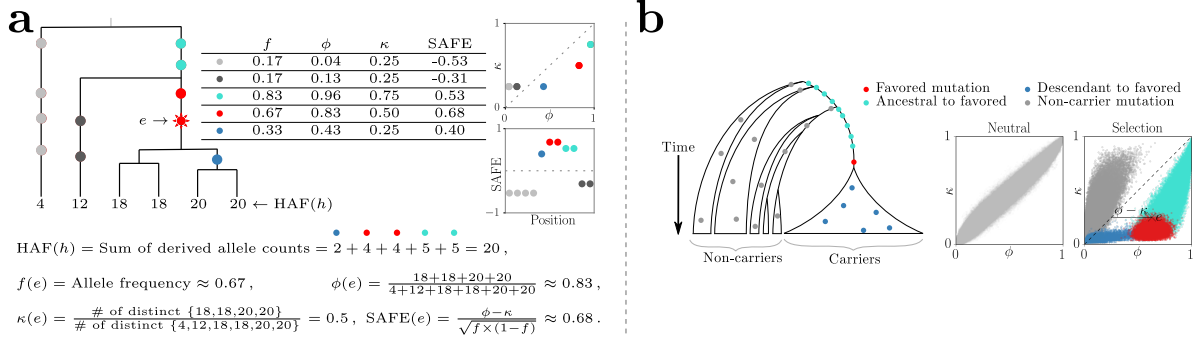 a
f ϕ κ SAFE
0.17 0.04 0.25 -0.53
0.17 0.13 0.25 -0.31
0.83 0.96 0.75 0.53
0.67 0.83 0.50 0.68
0.33 0.43 0.25 0.40
e →
4 12 18 18 20 20 ← HAF(h)
1
κ
0
0 ϕ 1
1
SAFE
−1
Position
HAF(h) = Sum of derived allele counts = 2 + 4 + 4 + 5 + 5 = 20 ,
f(e) = Allele frequency ≈ 0.67 , ϕ(e) = 18+18+20+20 / 4+12+18+18+20+20 ≈ 0.83 ,
κ(e) = # of distinct {18,18,20,20} / # of distinct {4,12,18,18,20,20} = 0.5 , SAFE(e) = ϕ−κ / √f×(1−f) ≈ 0.68 .
b
Favored mutation Descendant to favored
Ancestral to favored Non-carrier mutation
Time
Non-carriers Carriers
Neutral
1
κ
0
0 ϕ 1
Selection
1
κ
ϕ − κ
0
0 ϕ 1